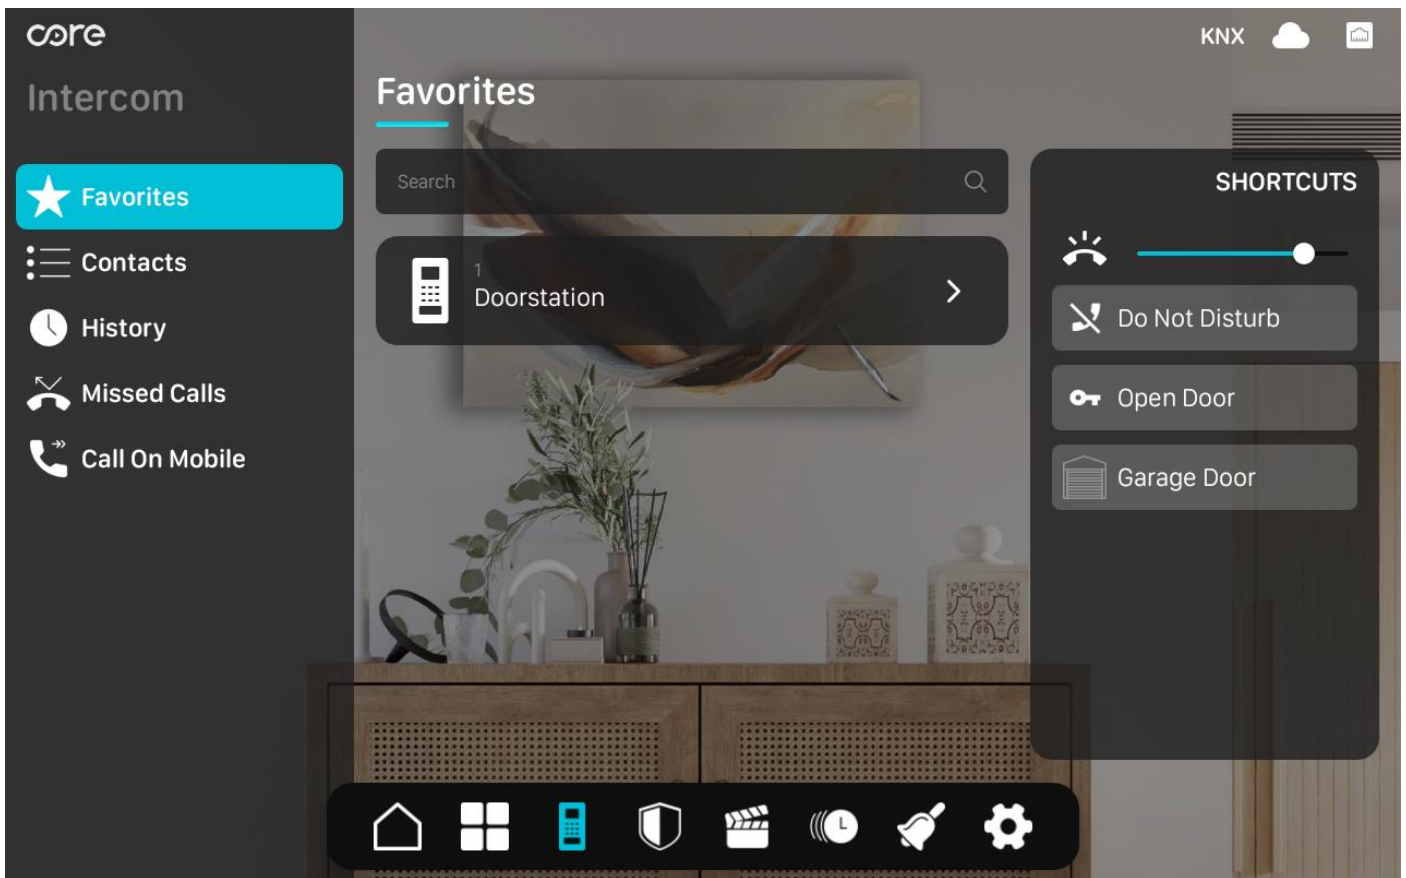 core
KNX
Intercom
Favorites
Contacts
History
Missed Calls
Call On Mobile
Favorites
Search
1
Doorstation
SHORTCUTS
Do Not Disturb
Open Door
Garage Door